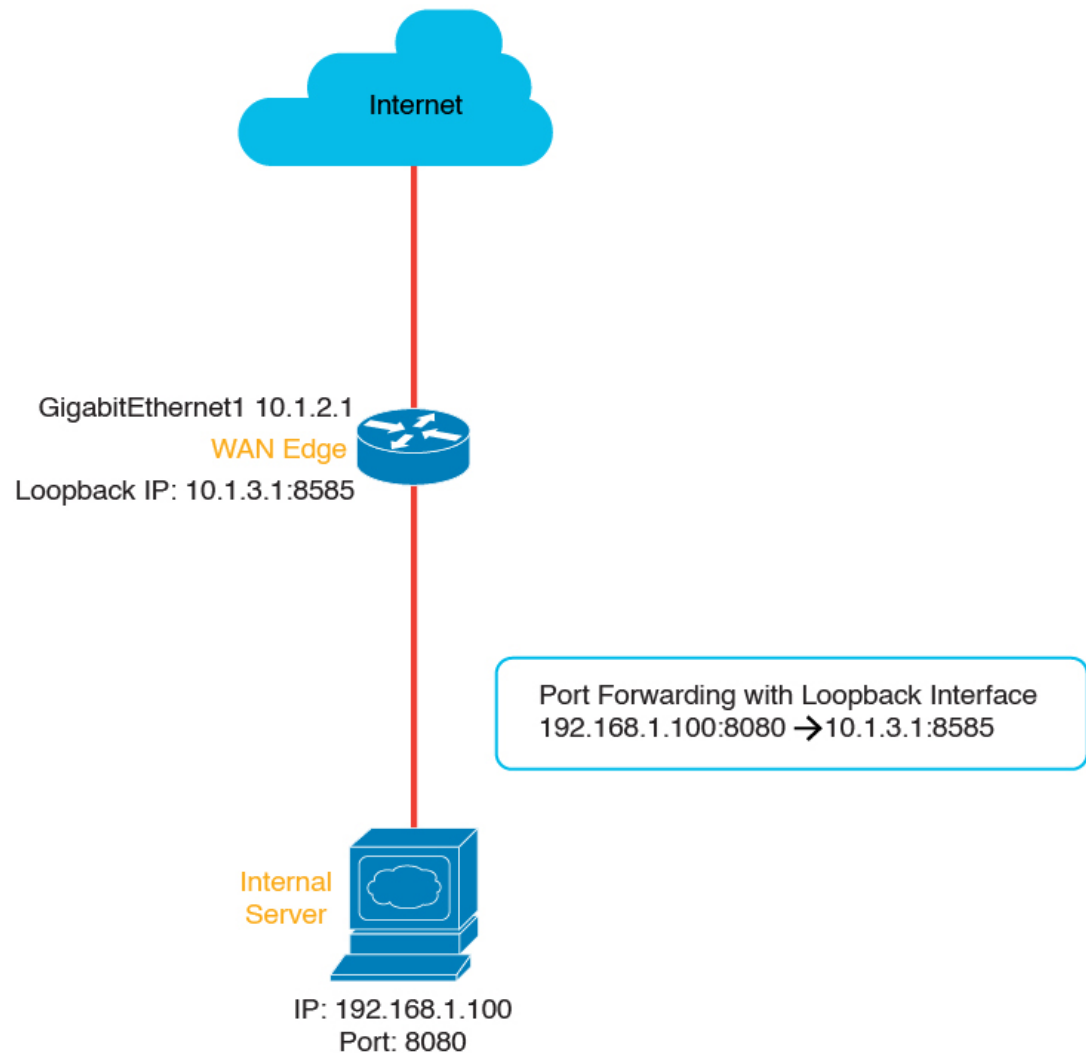 Internet
GigabitEthernet1 10.1.2.1
WAN Edge
Loopback IP: 10.1.3.1:8585
Port Forwarding with Loopback Interface
192.168.1.100:8080 → 10.1.3.1:8585
Internal
Server
IP: 192.168.1.100
Port: 8080